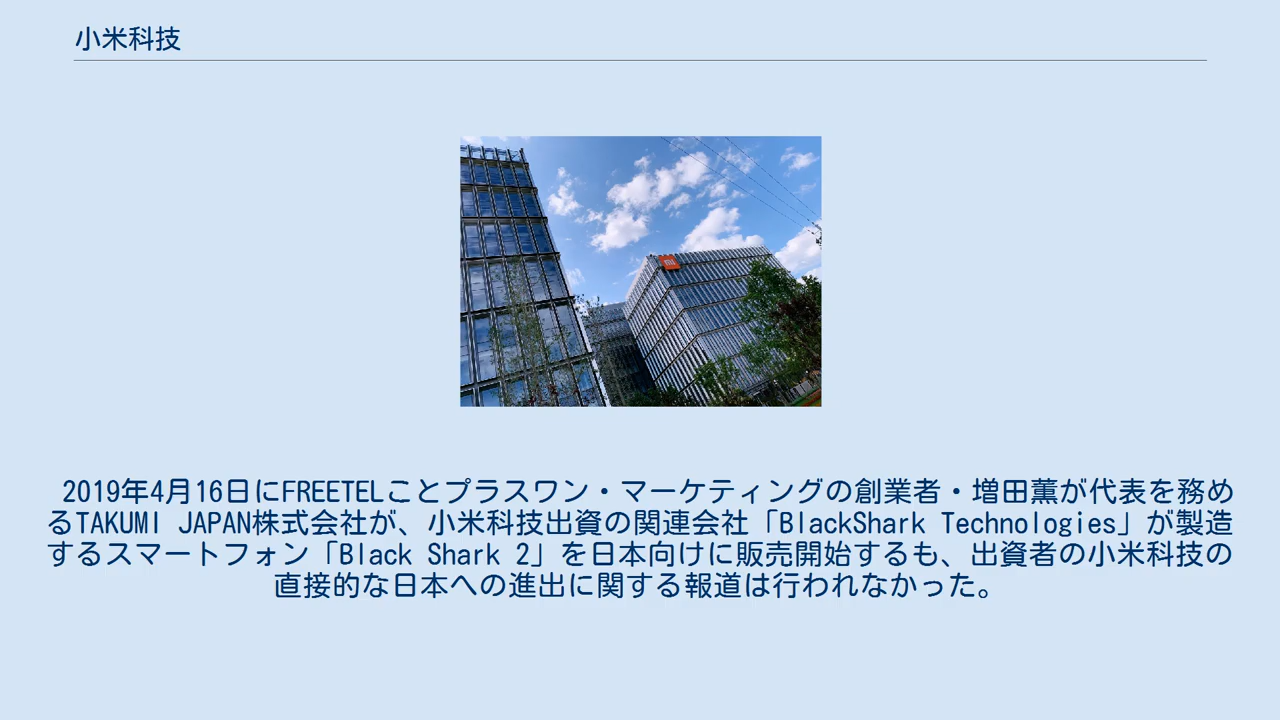 小米科技
2019年4月16日にFREETELことプラスワン・マーケティングの創業者・増田薫が代表を務め
るTAKUMI JAPAN株式会社が、小米科技出資の関連会社「BlackShark Technologies」が製造
するスマートフォン「Black Shark 2」を日本向けに販売開始するも、出資者の小米科技の
直接的な日本への進出に関する報道は行われなかった。